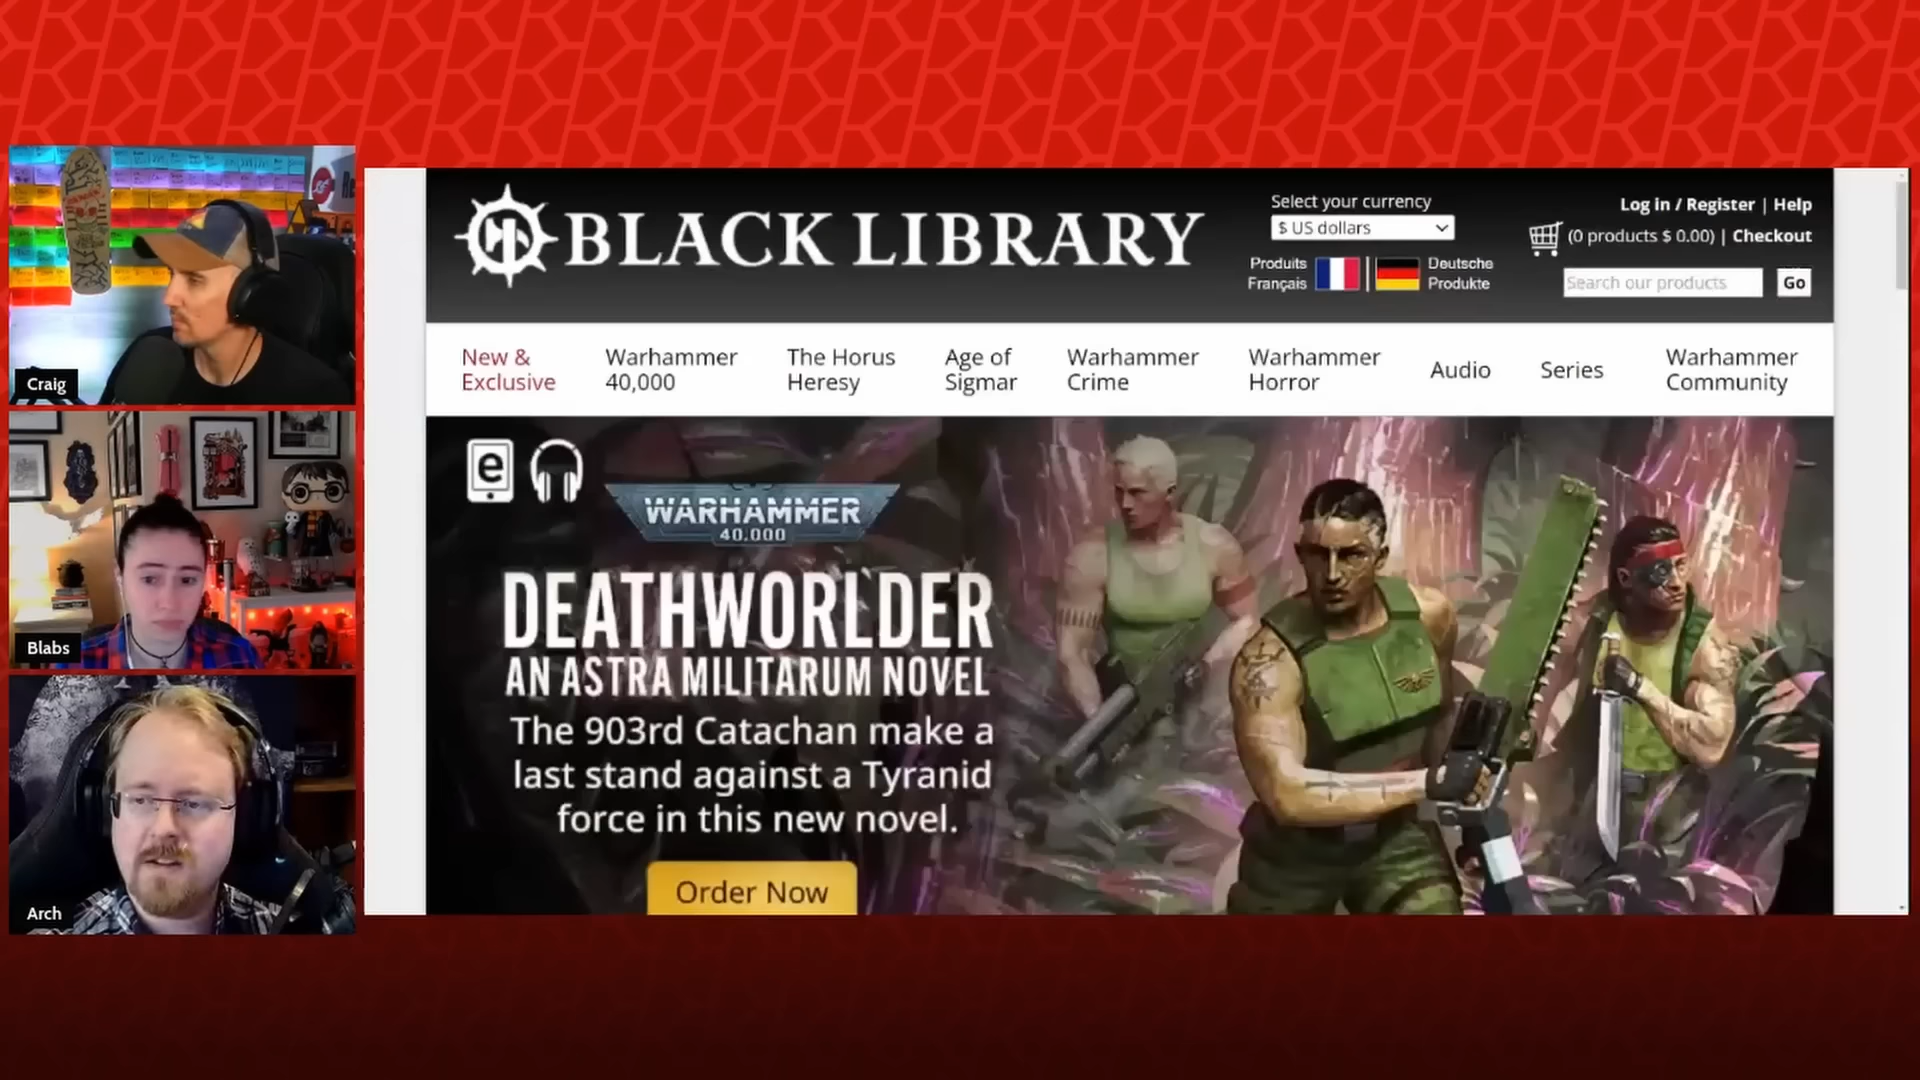 Craig
Blabs
Arch
BLACK LIBRARY
Select your currency
$ US dollars
Produits
Français
Deutsche
Produkte
Log in / Register | Help
(0 products $ 0.00) | Checkout
Search our products
Go
New &
Exclusive
Warhammer
40,000
The Horus
Heresy
Age of
Sigmar
Warhammer
Crime
Warhammer
Horror
Audio
Series
Warhammer
Community
e
WARHAMMER
40,000
DEATHWORLDER
AN ASTRA MILITARUM NOVEL
The 903rd Catachan make a
last stand against a Tyranid
force in this new novel.
Order Now